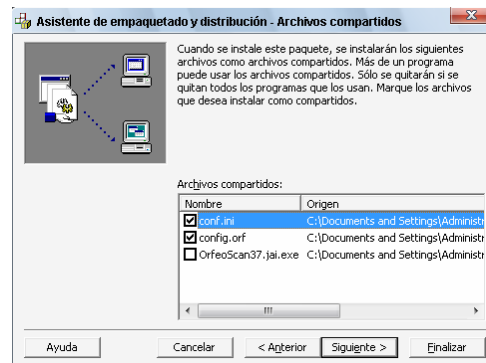 Asistente de empaquetado y distribución - Archivos compartidos
Cuando se instale este paquete, se instalarán los siguientes
archivos como archivos compartidos. Más de un programa
puede usar los archivos compartidos. Sólo se quitarán si se
quitan todos los programas que los usan. Marque los archivos
que desea instalar como compartidos.
Archivos compartidos:
Nombre Origen
conf.ini C:\Documents and Settings\Administr
config.orf C:\Documents and Settings\Administr
OrfeoScan37.jai.exe C:\Documents and Settings\Administr
Ayuda Cancelar < Anterior Siguiente > Finalizar